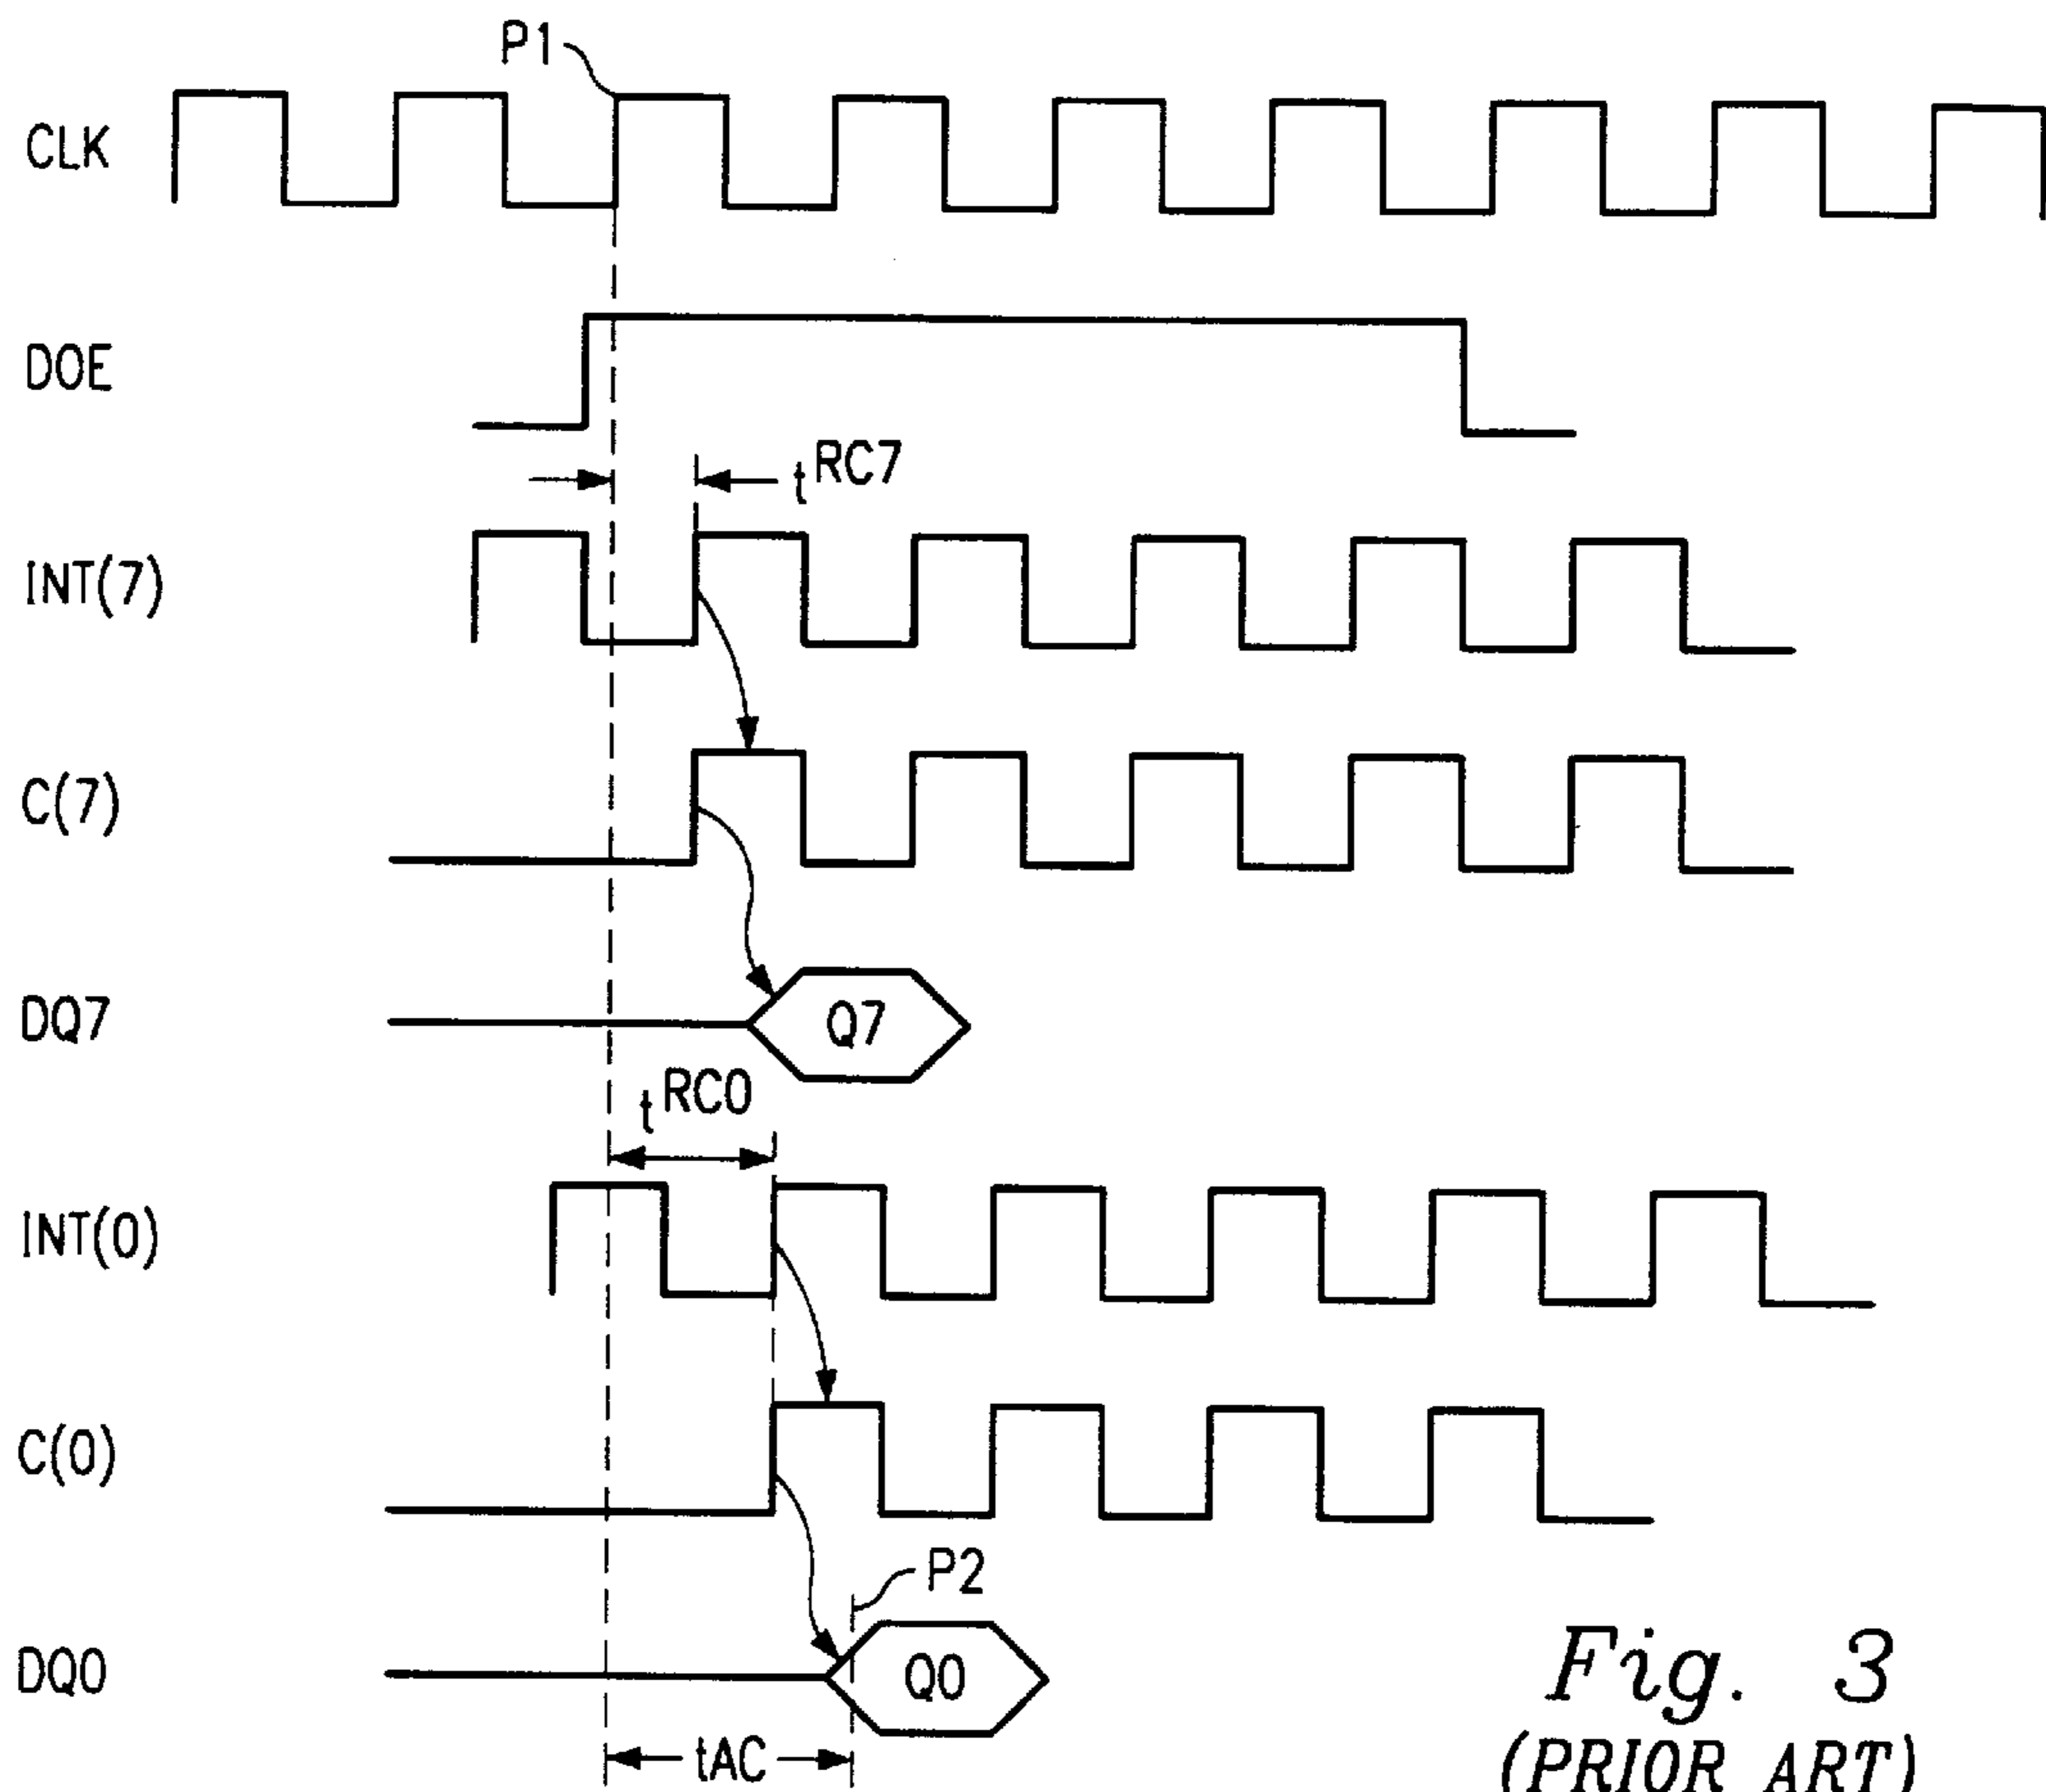 P1
CLK
DOE
tRC7
INT(7)
C(7)
DQ7
Q7
tRC0
INT(0)
C(0)
P2
DQ0
Q0
tAC
Fig. 3
(PRIOR ART)